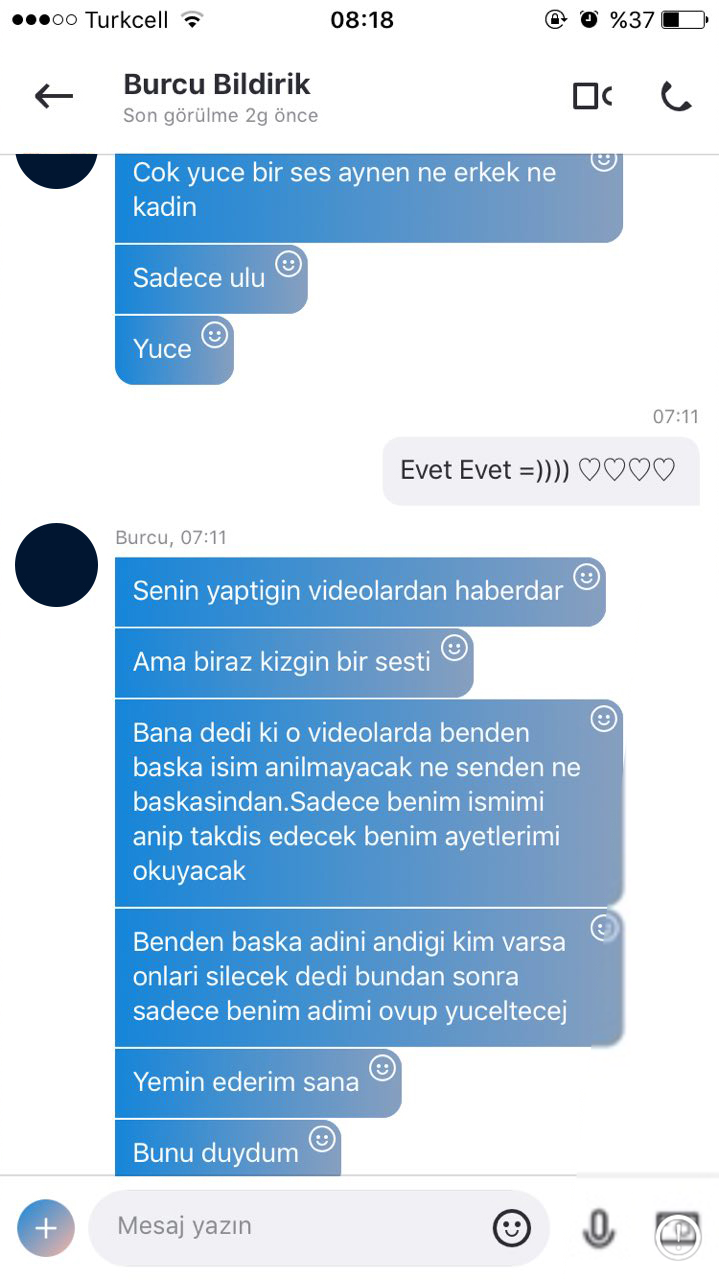 Turkcell 08:18 %37
Burcu Bildirik
Son görülme 2g önce
Cok yuce bir ses aynen ne erkek ne
kadin
Sadece ulu
Yuce
07:11
Evet Evet =)))) ♡♡♡♡
Burcu, 07:11
Senin yaptigin videolardan haberdar
Ama biraz kizgin bir sesti
Bana dedi ki o videolarda benden
baska isim anilmayacak ne senden ne
baskasindan.Sadece benim ismimi
anip takdis edecek benim ayetlerimi
okuyacak
Benden baska adini andigi kim varsa
onlari silecek dedi bundan sonra
sadece benim adimi ovup yuceltecej
Yemin ederim sana
Bunu duydum
Mesaj yazın